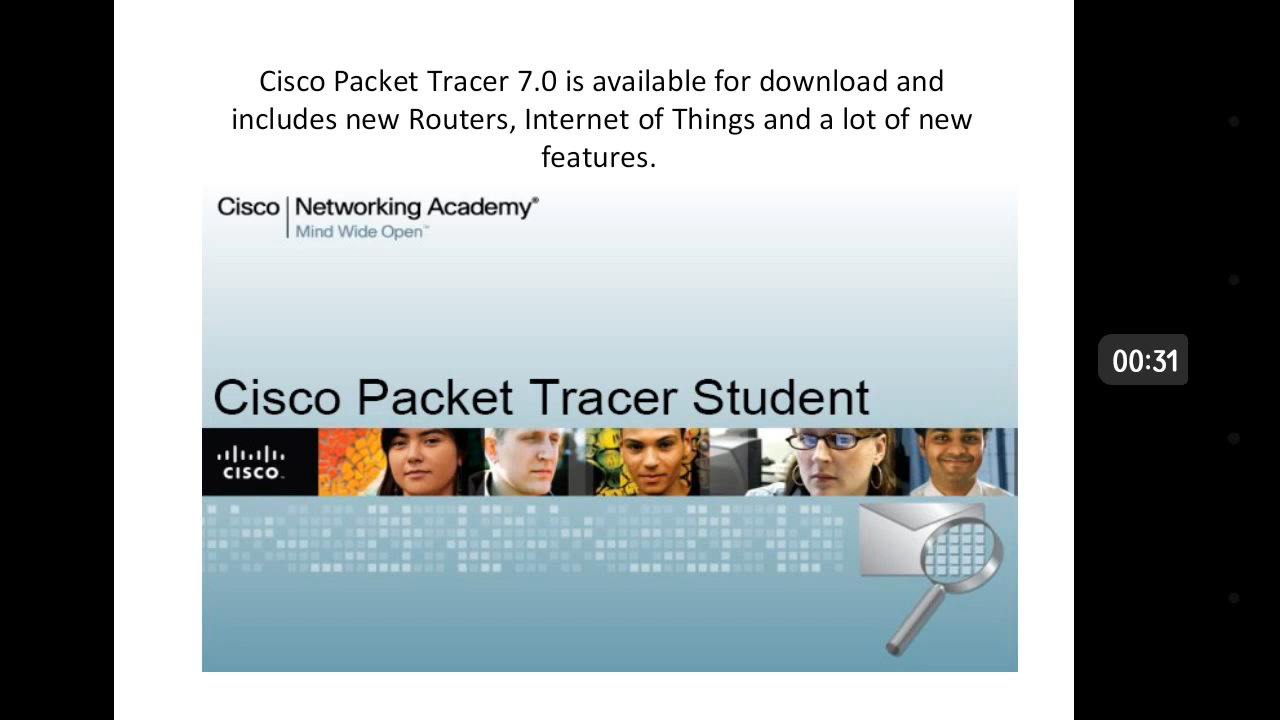 Cisco Packet Tracer 7.0 is available for download and
includes new Routers, Internet of Things and a lot of new
features.
Cisco | Networking Academy®
Mind Wide Open™
00:31
Cisco Packet Tracer Student
CISCO™